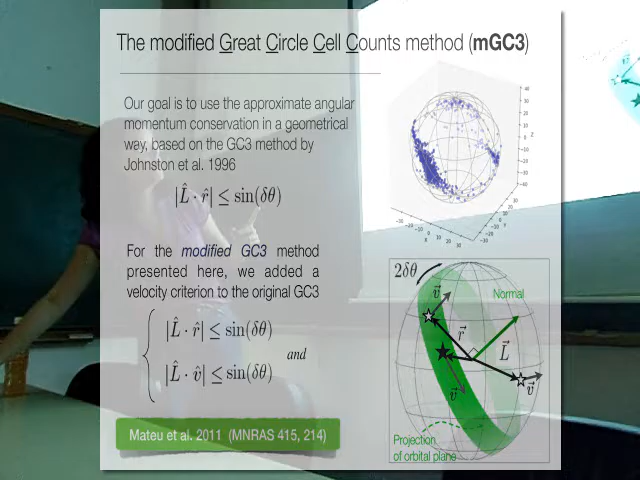 The modified Great Circle Cell Counts method (mGC3)
Our goal is to use the approximate angular
momentum conservation in a geometrical
way, based on the GC3 method by
Johnston et al. 1996
|L̂ · r̂| ≤ sin(δθ)
For the modified GC3 method
presented here, we added a
velocity criterion to the original GC3
|L̂ · r̂| ≤ sin(δθ)
and
|L̂ · v̂| ≤ sin(δθ)
Mateu et al. 2011 (MNRAS 415, 214)
2δθ
v⃗
Normal
r⃗
L⃗
v⃗
v⃗
Projection
of orbital plane